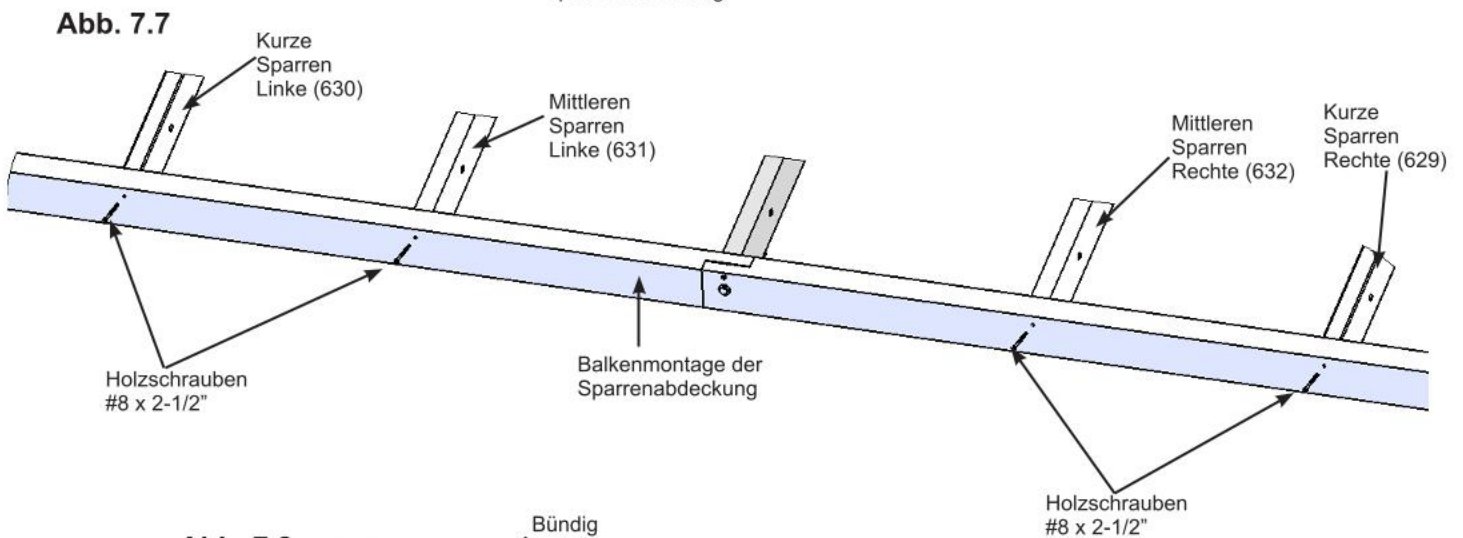 Abb. 7.7
Kurze
Sparren
Linke (630)
Mittleren
Sparren
Linke (631)
Mittleren
Sparren
Rechte (632)
Kurze
Sparren
Rechte (629)
Holzschrauben
#8 x 2-1/2”
Balkenmontage der
Sparrenabdeckung
Holzschrauben
#8 x 2-1/2”
Bündig